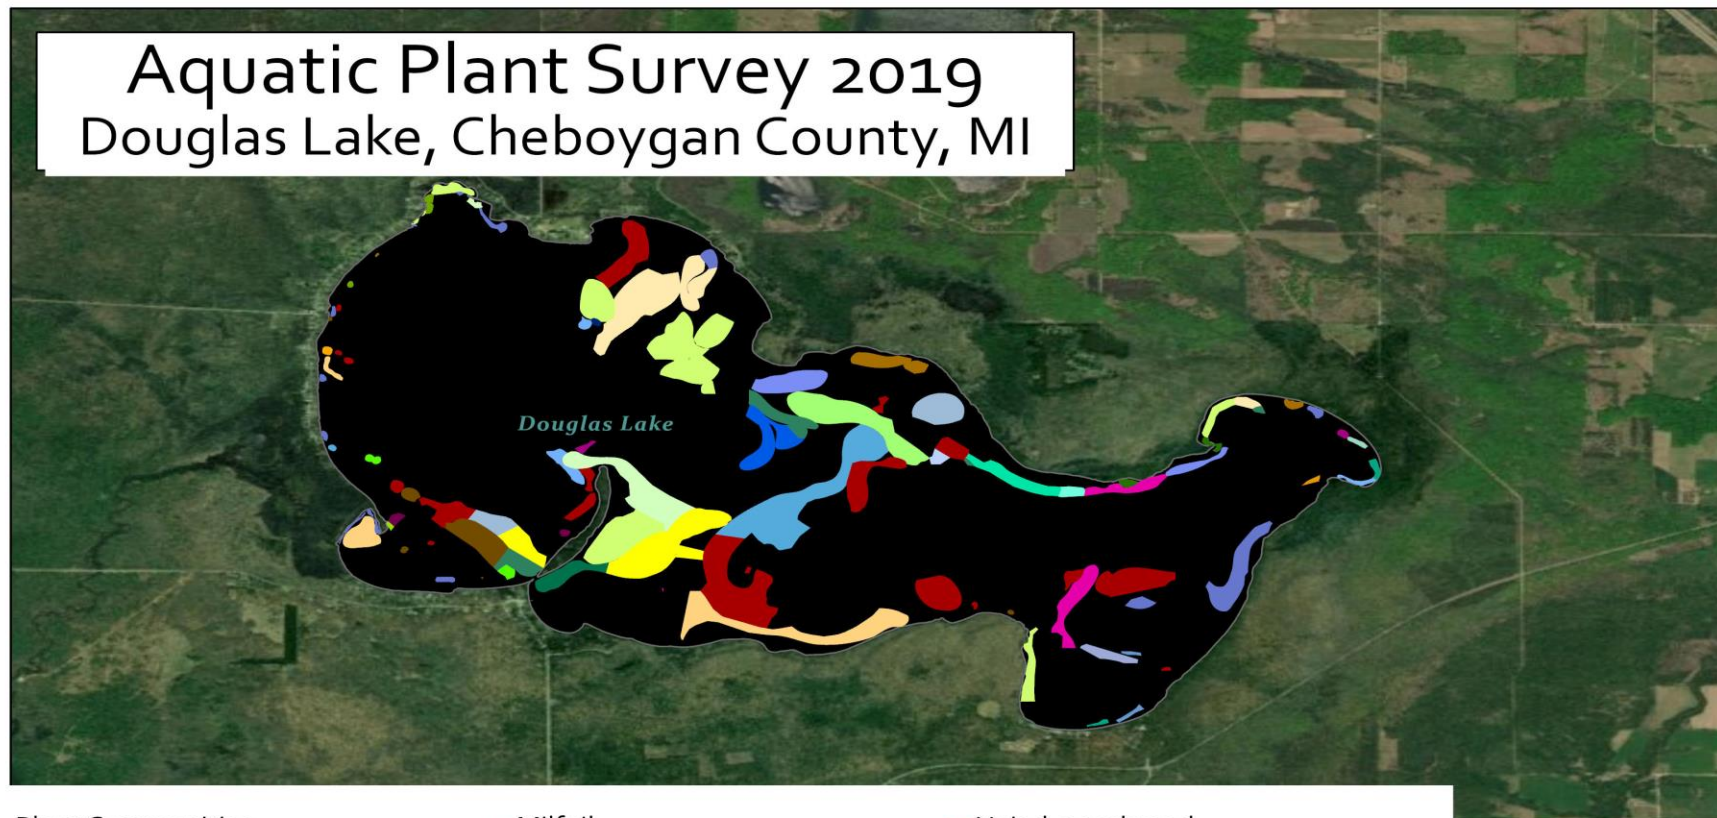 Aquatic Plant Survey 2019
Douglas Lake, Cheboygan County, MI
Douglas Lake